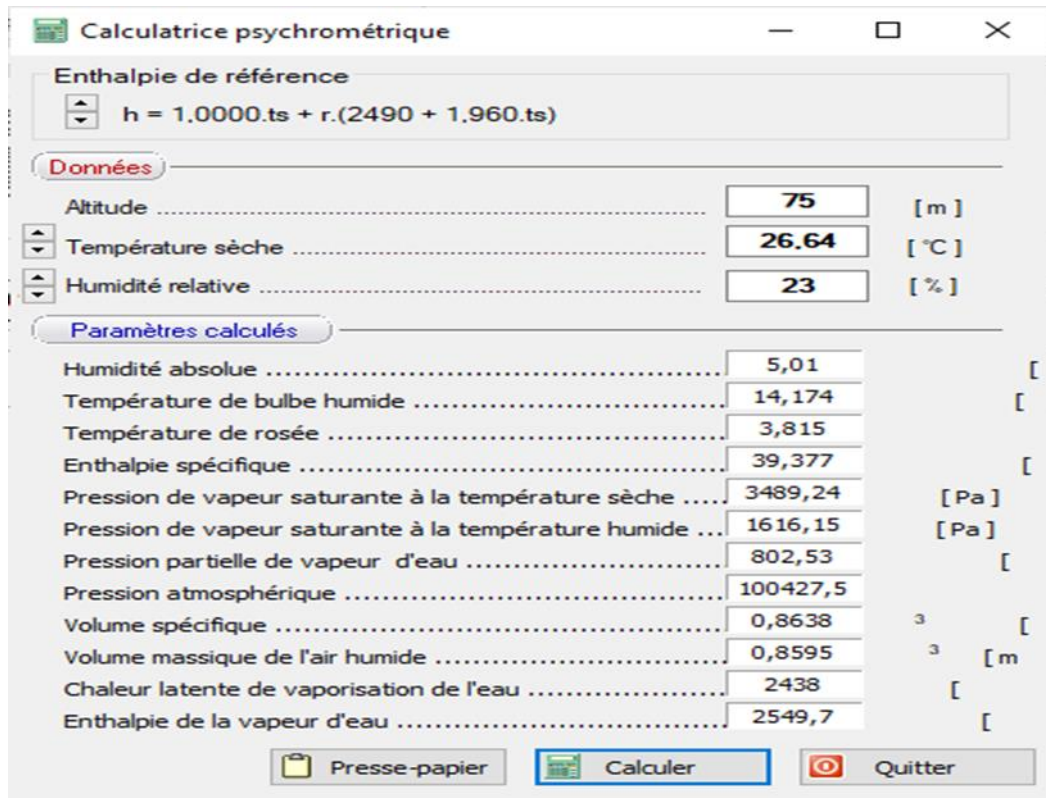 Calculatrice psychrométrique
Enthalpie de référence
h = 1.0000.ts + r.(2490 + 1.960.ts)
Données
Altitude ........ 75 [ m ]
Température sèche ........ 26.64 [ °C ]
Humidité relative ........ 23 [ % ]
Paramètres calculés
Humidité absolue ........ 5,01 [
Température de bulbe humide ........ 14,174 [
Température de rosée ........ 3,815
Enthalpie spécifique ........ 39,377 [
Pression de vapeur saturante à la température sèche ..... 3489,24 [ Pa ]
Pression de vapeur saturante à la température humide ... 1616,15 [ Pa ]
Pression partielle de vapeur d'eau ........ 802,53 [
Pression atmosphérique ........ 100427,5
Volume spécifique ........ 0,8638 3 [
Volume massique de l'air humide ........ 0,8595 3 [ m
Chaleur latente de vaporisation de l'eau ........ 2438 [
Enthalpie de la vapeur d'eau ........ 2549,7 [
Presse-papier Calculer Quitter